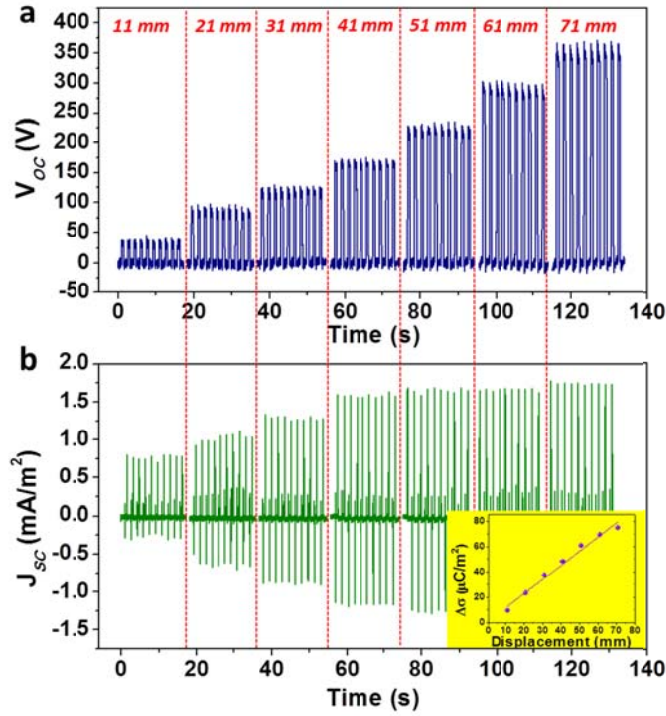 a
11 mm 21 mm 31 mm 41 mm 51 mm 61 mm 71 mm
400
350
300
250
200
150
100
50
0
-50
V_OC (V)
0 20 40 60 80 100 120 140
Time (s)
b
2.0
1.5
1.0
0.5
0.0
-0.5
-1.0
-1.5
J_SC (mA/m²)
80
60
40
20
0
Δσ (μC/m²)
0 10 20 30 40 50 60 70 80
Displacement (mm)
0 20 40 60 80 100 120 140
Time (s)